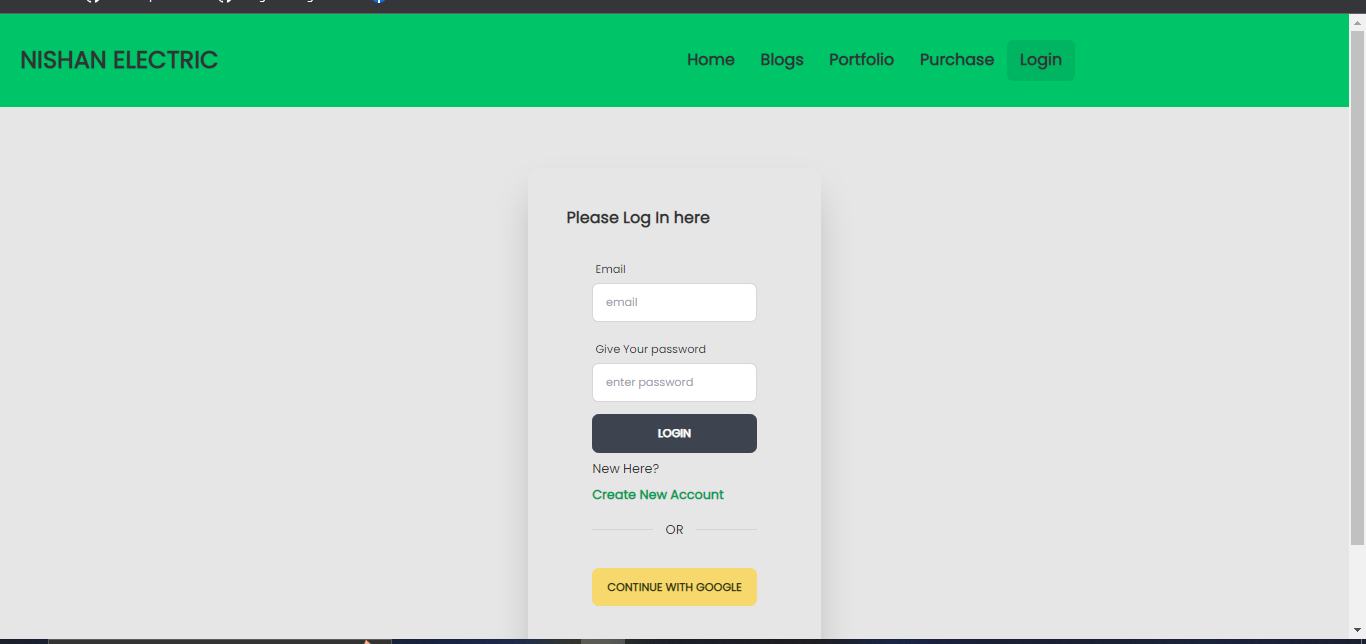 NISHAN ELECTRIC
Home Blogs Portfolio Purchase Login
Please Log In here
Email
email
Give Your password
enter password
LOGIN
New Here?
Create New Account
OR
CONTINUE WITH GOOGLE